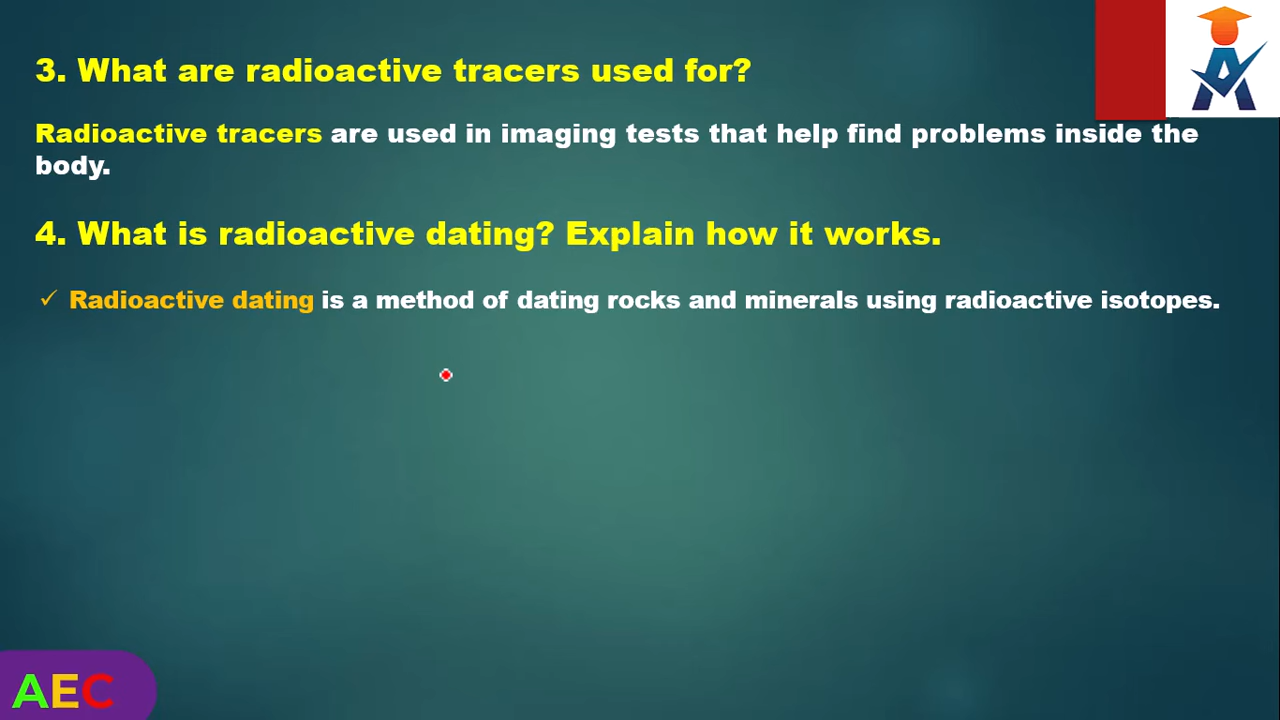 3. What are radioactive tracers used for?
Radioactive tracers are used in imaging tests that help find problems inside the
body.
4. What is radioactive dating? Explain how it works.
✓ Radioactive dating is a method of dating rocks and minerals using radioactive isotopes.
AEC